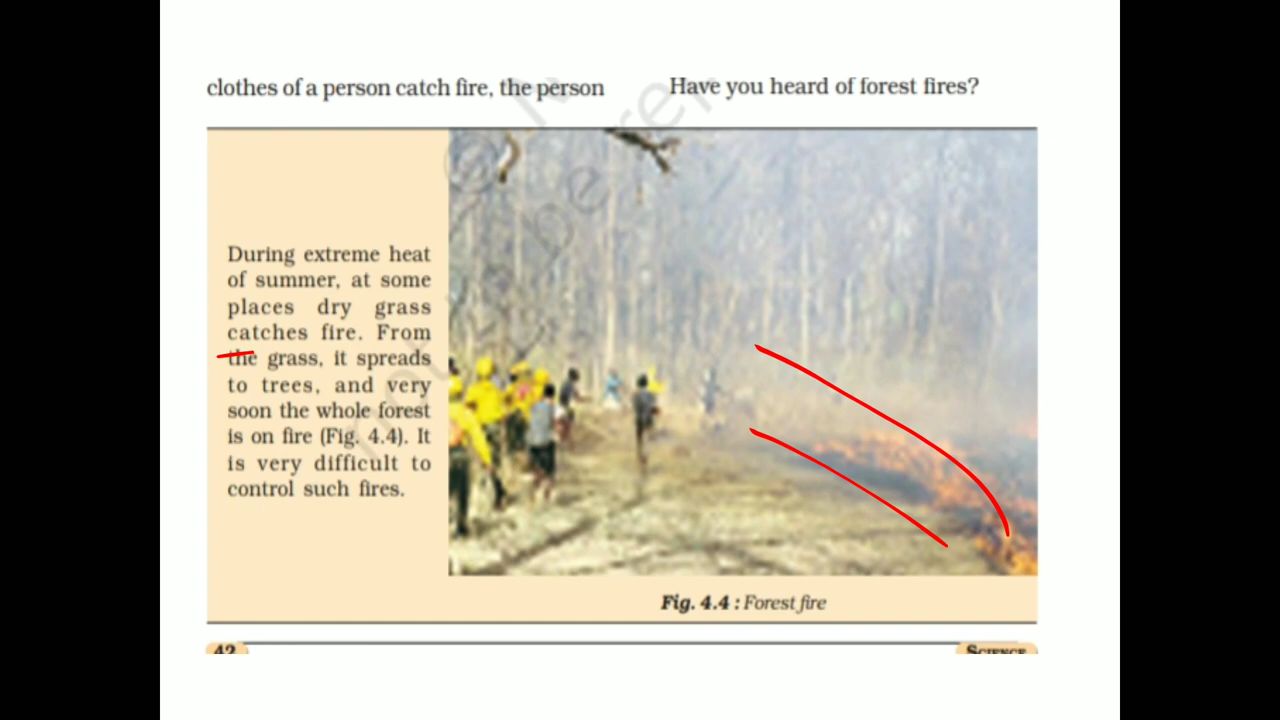 clothes of a person catch fire, the person
Have you heard of forest fires?
During extreme heat
of summer, at some
places dry grass
catches fire. From
the grass, it spreads
to trees, and very
soon the whole forest
is on fire (Fig. 4.4). It
is very difficult to
control such fires.
Fig. 4.4 : Forest fire
42
SCIENCE